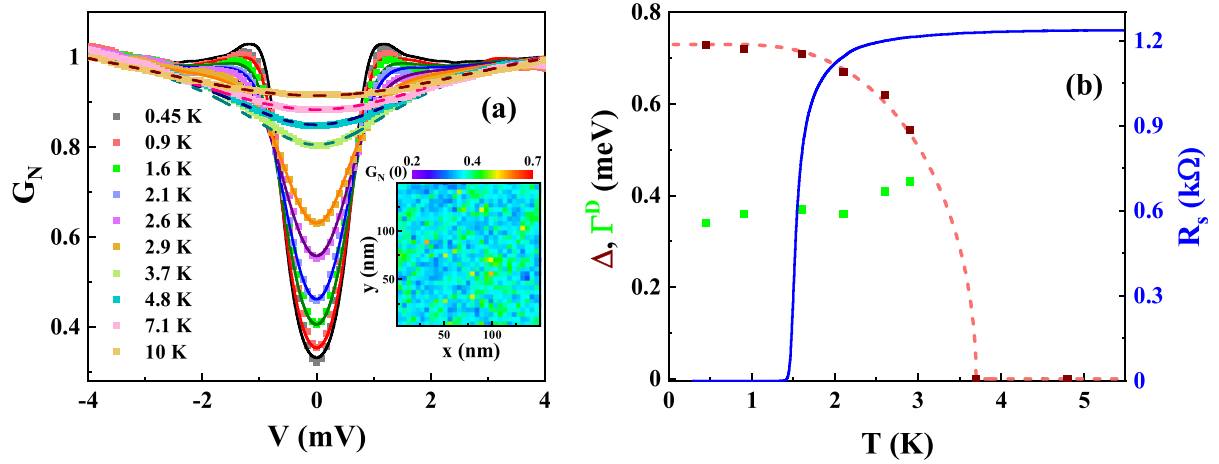 (a)
G_N
1
0.8
0.6
0.4
0.45 K
0.9 K
1.6 K
2.1 K
2.6 K
2.9 K
3.7 K
4.8 K
7.1 K
10 K
-4
-2
0
2
4
V (mV)
0.2
0.4
0.7
G_N (0)
y (nm)
100
50
50
100
x (nm)
(b)
Δ, Γ^D (meV)
0.8
0.6
0.4
0.2
0
0
1
2
3
4
5
T (K)
1.2
0.9
0.6
0.3
0
R_s (kΩ)